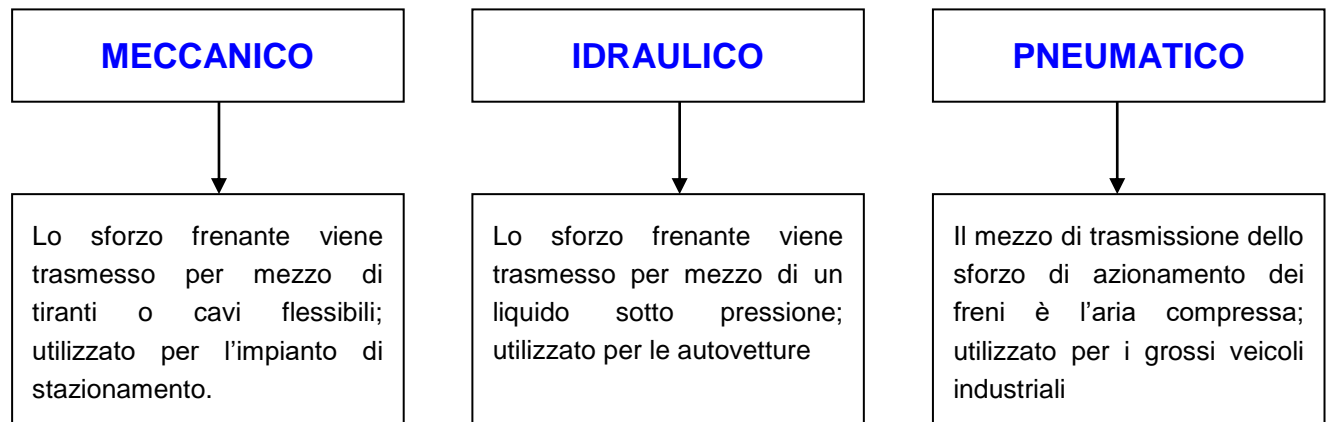 MECCANICO
IDRAULICO
PNEUMATICO
Lo sforzo frenante viene
trasmesso per mezzo di
tiranti o cavi flessibili;
utilizzato per l’impianto di
stazionamento.
Lo sforzo frenante viene
trasmesso per mezzo di un
liquido sotto pressione;
utilizzato per le autovetture
Il mezzo di trasmissione dello
sforzo di azionamento dei
freni è l’aria compressa;
utilizzato per i grossi veicoli
industriali